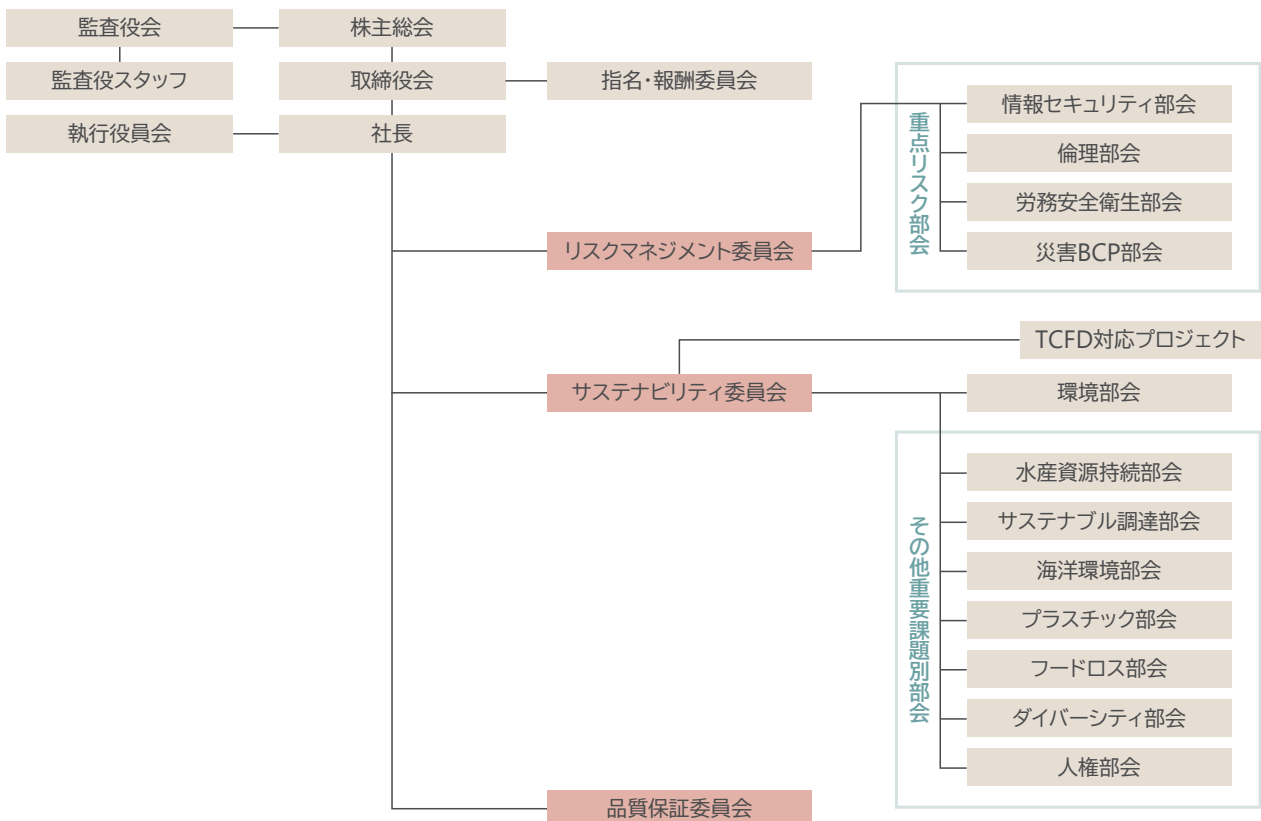 監査役会
株主総会
監査役スタッフ
取締役会
指名・報酬委員会
執行役員会
社長
リスクマネジメント委員会
重点リスク部会
情報セキュリティ部会
倫理部会
労務安全衛生部会
災害BCP部会
TCFD対応プロジェクト
サステナビリティ委員会
環境部会
その他重要課題別部会
水産資源持続部会
サステナブル調達部会
海洋環境部会
プラスチック部会
フードロス部会
ダイバーシティ部会
人権部会
品質保証委員会